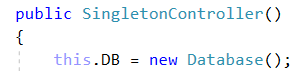 public SingletonController()
{
this.DB = new Database();